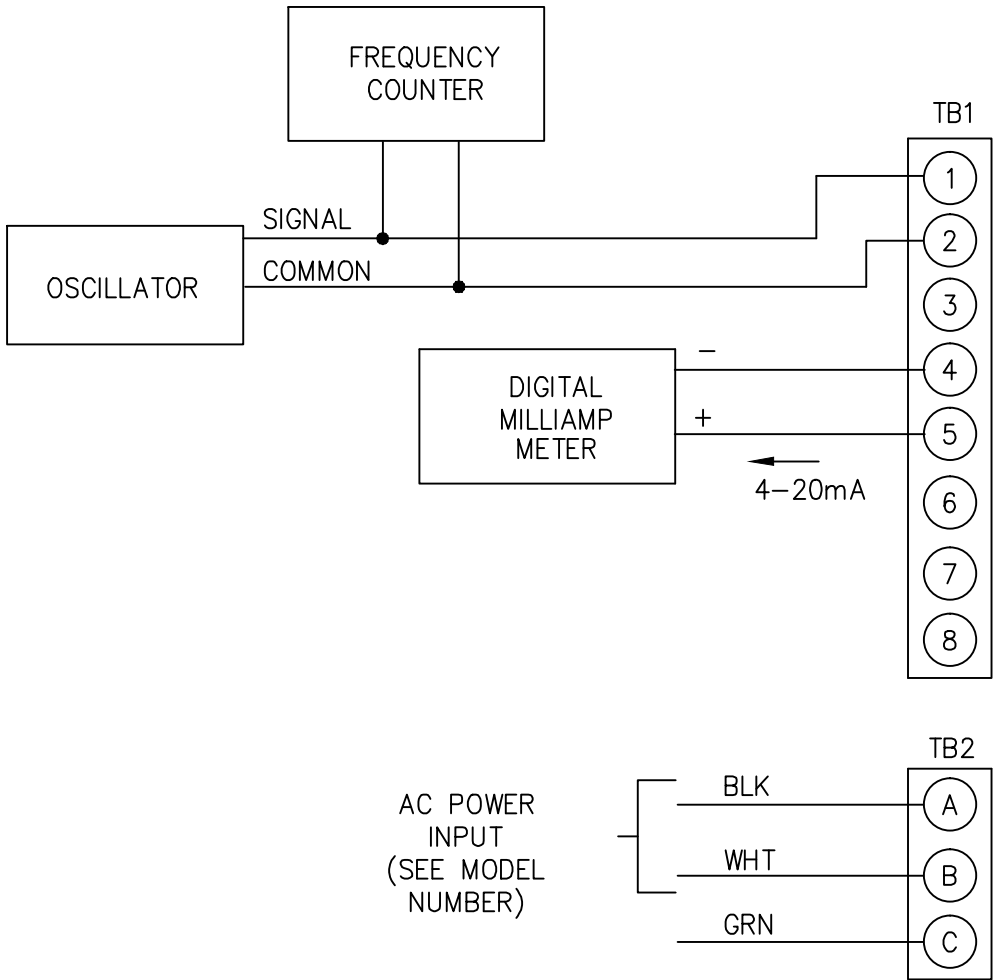 FREQUENCY
COUNTER
TB1
1
SIGNAL
2
COMMON
OSCILLATOR
3
−
4
DIGITAL
MILLIAMP
METER
+
5
4−20mA
6
7
8
TB2
BLK
A
AC POWER
INPUT
(SEE MODEL
NUMBER)
WHT
B
GRN
C